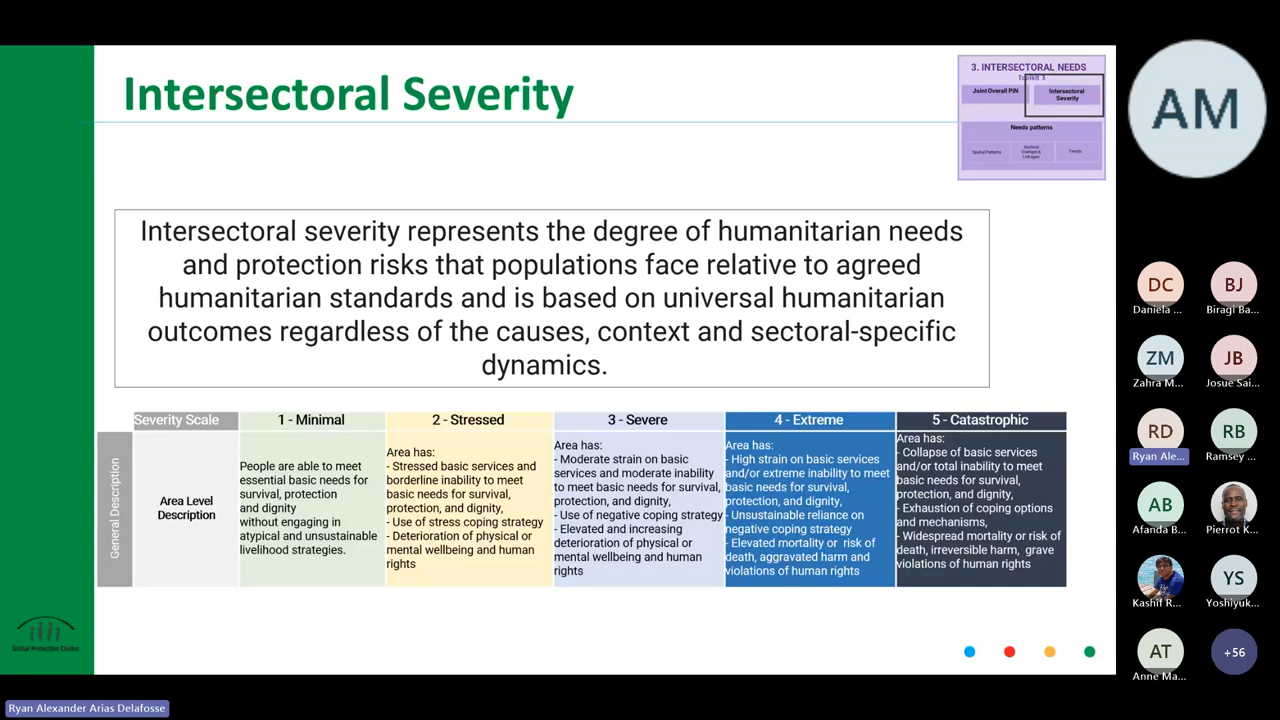 Intersectoral Severity
3. INTERSECTORAL NEEDS
Toolkit 3
Joint Overall PiN
Intersectoral
Severity
Needs patterns
Spatial Patterns
Sectoral
Overlaps &
Linkages
Trends
Intersectoral severity represents the degree of humanitarian needs
and protection risks that populations face relative to agreed
humanitarian standards and is based on universal humanitarian
outcomes regardless of the causes, context and sectoral-specific
dynamics.
Severity Scale
1 - Minimal
2 - Stressed
3 - Severe
4 - Extreme
5 - Catastrophic
General Description
Area Level
Description
People are able to meet
essential basic needs for
survival, protection
and dignity
without engaging in
atypical and unsustainable
livelihood strategies.
Area has:
- Stressed basic services and
borderline inability to meet
basic needs for survival,
protection, and dignity,
- Use of stress coping strategy
- Deterioration of physical or
mental wellbeing and human
rights
Area has:
- Moderate strain on basic
services and moderate inability
to meet basic needs for survival,
protection, and dignity,
- Use of negative coping strategy
- Elevated and increasing
deterioration of physical or
mental wellbeing and human
rights
Area has:
- High strain on basic services
and/or extreme inability to meet
basic needs for survival,
protection, and dignity,
- Unsustainable reliance on
negative coping strategy
- Elevated mortality or risk of
death, aggravated harm and
violations of human rights
Area has:
- Collapse of basic services
and/or total inability to meet
basic needs for survival,
protection, and dignity,
- Exhaustion of coping options
and mechanisms,
- Widespread mortality or risk of
death, irreversible harm, grave
violations of human rights
Global Protection Cluster
AM
DC
Daniela ...
BJ
Biragi Ba...
ZM
Zahra M...
JB
Josue Sai...
RD
Ryan Ale...
RB
Ramsey ...
AB
Afanda B...
Pierrot K...
Kashif R...
YS
Yoshiyuk...
AT
Anne Ma...
+56
Ryan Alexander Arias Delafosse